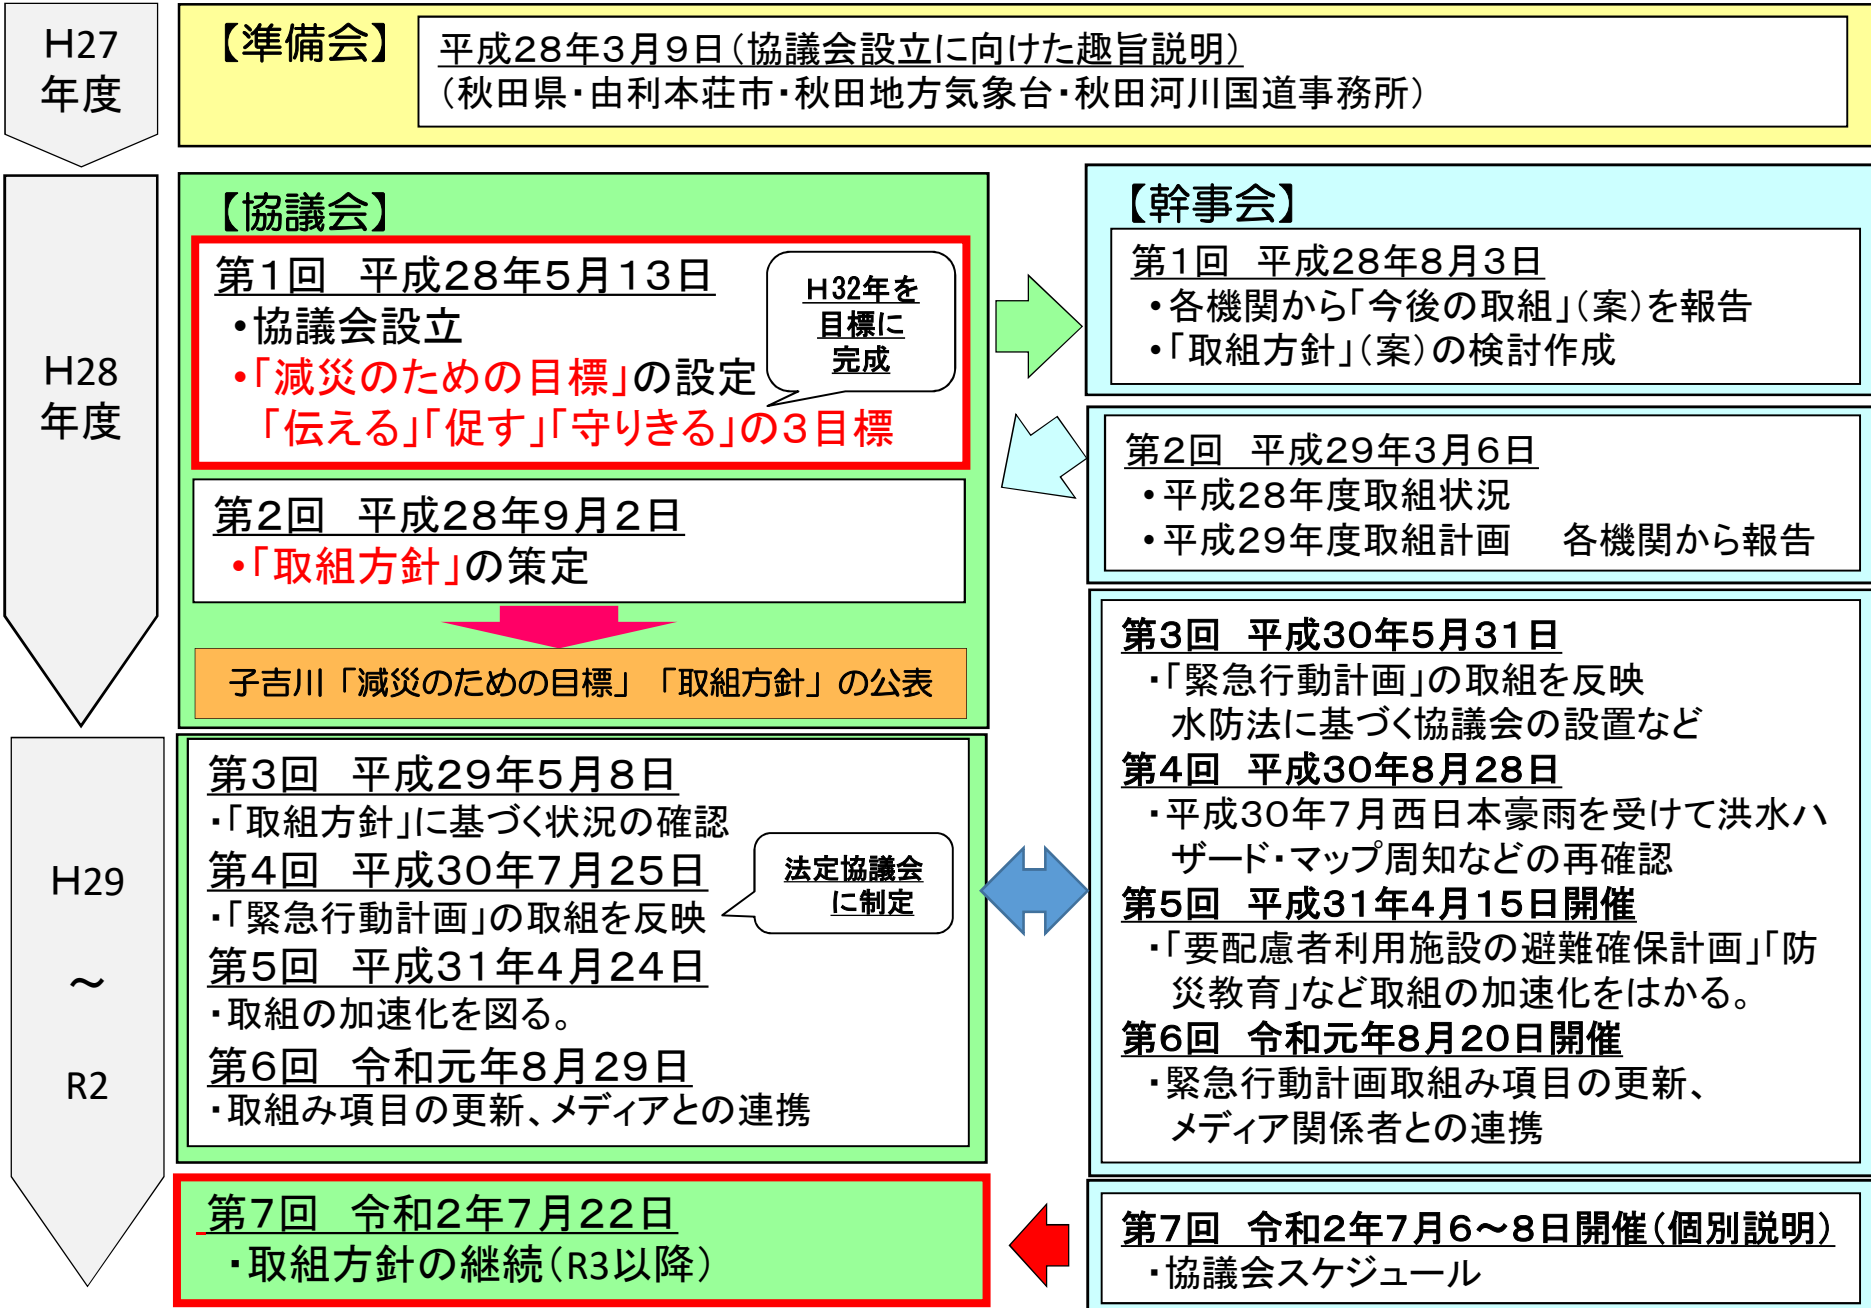 H27
年度
【準備会】
平成28年3月9日(協議会設立に向けた趣旨説明)
(秋田県・由利本荘市・秋田地方気象台・秋田河川国道事務所)
H28
年度
【協議会】
第1回　平成28年5月13日
・協議会設立
・「減災のための目標」の設定
「伝える」「促す」「守りきる」の3目標
H32年を
目標に
完成
第2回　平成28年9月2日
・「取組方針」の策定
子吉川「減災のための目標」「取組方針」の公表
【幹事会】
第1回　平成28年8月3日
・各機関から「今後の取組」(案)を報告
・「取組方針」(案)の検討作成
第2回　平成29年3月6日
・平成28年度取組状況
・平成29年度取組計画　各機関から報告
H29
～
R2
第3回　平成29年5月8日
・「取組方針」に基づく状況の確認
第4回　平成30年7月25日
・「緊急行動計画」の取組を反映
法定協議会
に制定
第5回　平成31年4月24日
・取組の加速化を図る。
第6回　令和元年8月29日
・取組み項目の更新、メディアとの連携
第3回　平成30年5月31日
・「緊急行動計画」の取組を反映
水防法に基づく協議会の設置など
第4回　平成30年8月28日
・平成30年7月西日本豪雨を受けて洪水ハ
ザード・マップ周知などの再確認
第5回　平成31年4月15日開催
・「要配慮者利用施設の避難確保計画」「防
災教育」など取組の加速化をはかる。
第6回　令和元年8月20日開催
・緊急行動計画取組み項目の更新、
メディア関係者との連携
第7回　令和2年7月22日
・取組方針の継続(R3以降)
第7回　令和2年7月6～8日開催(個別説明)
・協議会スケジュール